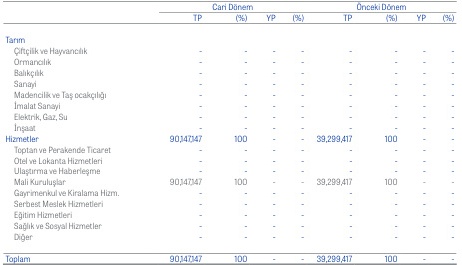 Cari Dönem Önceki Dönem
TP (%) YP (%) TP (%) YP (%)
Tarım
Çiftçilik ve Hayvancılık - - - - - - - -
Ormancılık - - - - - - - -
Balıkçılık - - - - - - - -
Sanayi - - - - - - - -
Madencilik ve Taş ocakçılığı - - - - - - - -
İmalat Sanayi - - - - - - - -
Elektrik, Gaz, Su - - - - - - - -
İnşaat - - - - - - - -
Hizmetler 90,147,147 100 - - 39,299,417 100 - -
Toptan ve Perakende Ticaret - - - - - - - -
Otel ve Lokanta Hizmetleri - - - - - - - -
Ulaştırma ve Haberleşme - - - - - - - -
Mali Kuruluşlar 90,147,147 100 - - 39,299,417 100 - -
Gayrimenkul ve Kiralama Hizm. - - - - - - - -
Serbest Meslek Hizmetleri - - - - - - - -
Eğitim Hizmetleri - - - - - - - -
Sağlık ve Sosyal Hizmetler - - - - - - - -
Diğer - - - - - - - -
Toplam 90,147,147 100 - - 39,299,417 100 - -